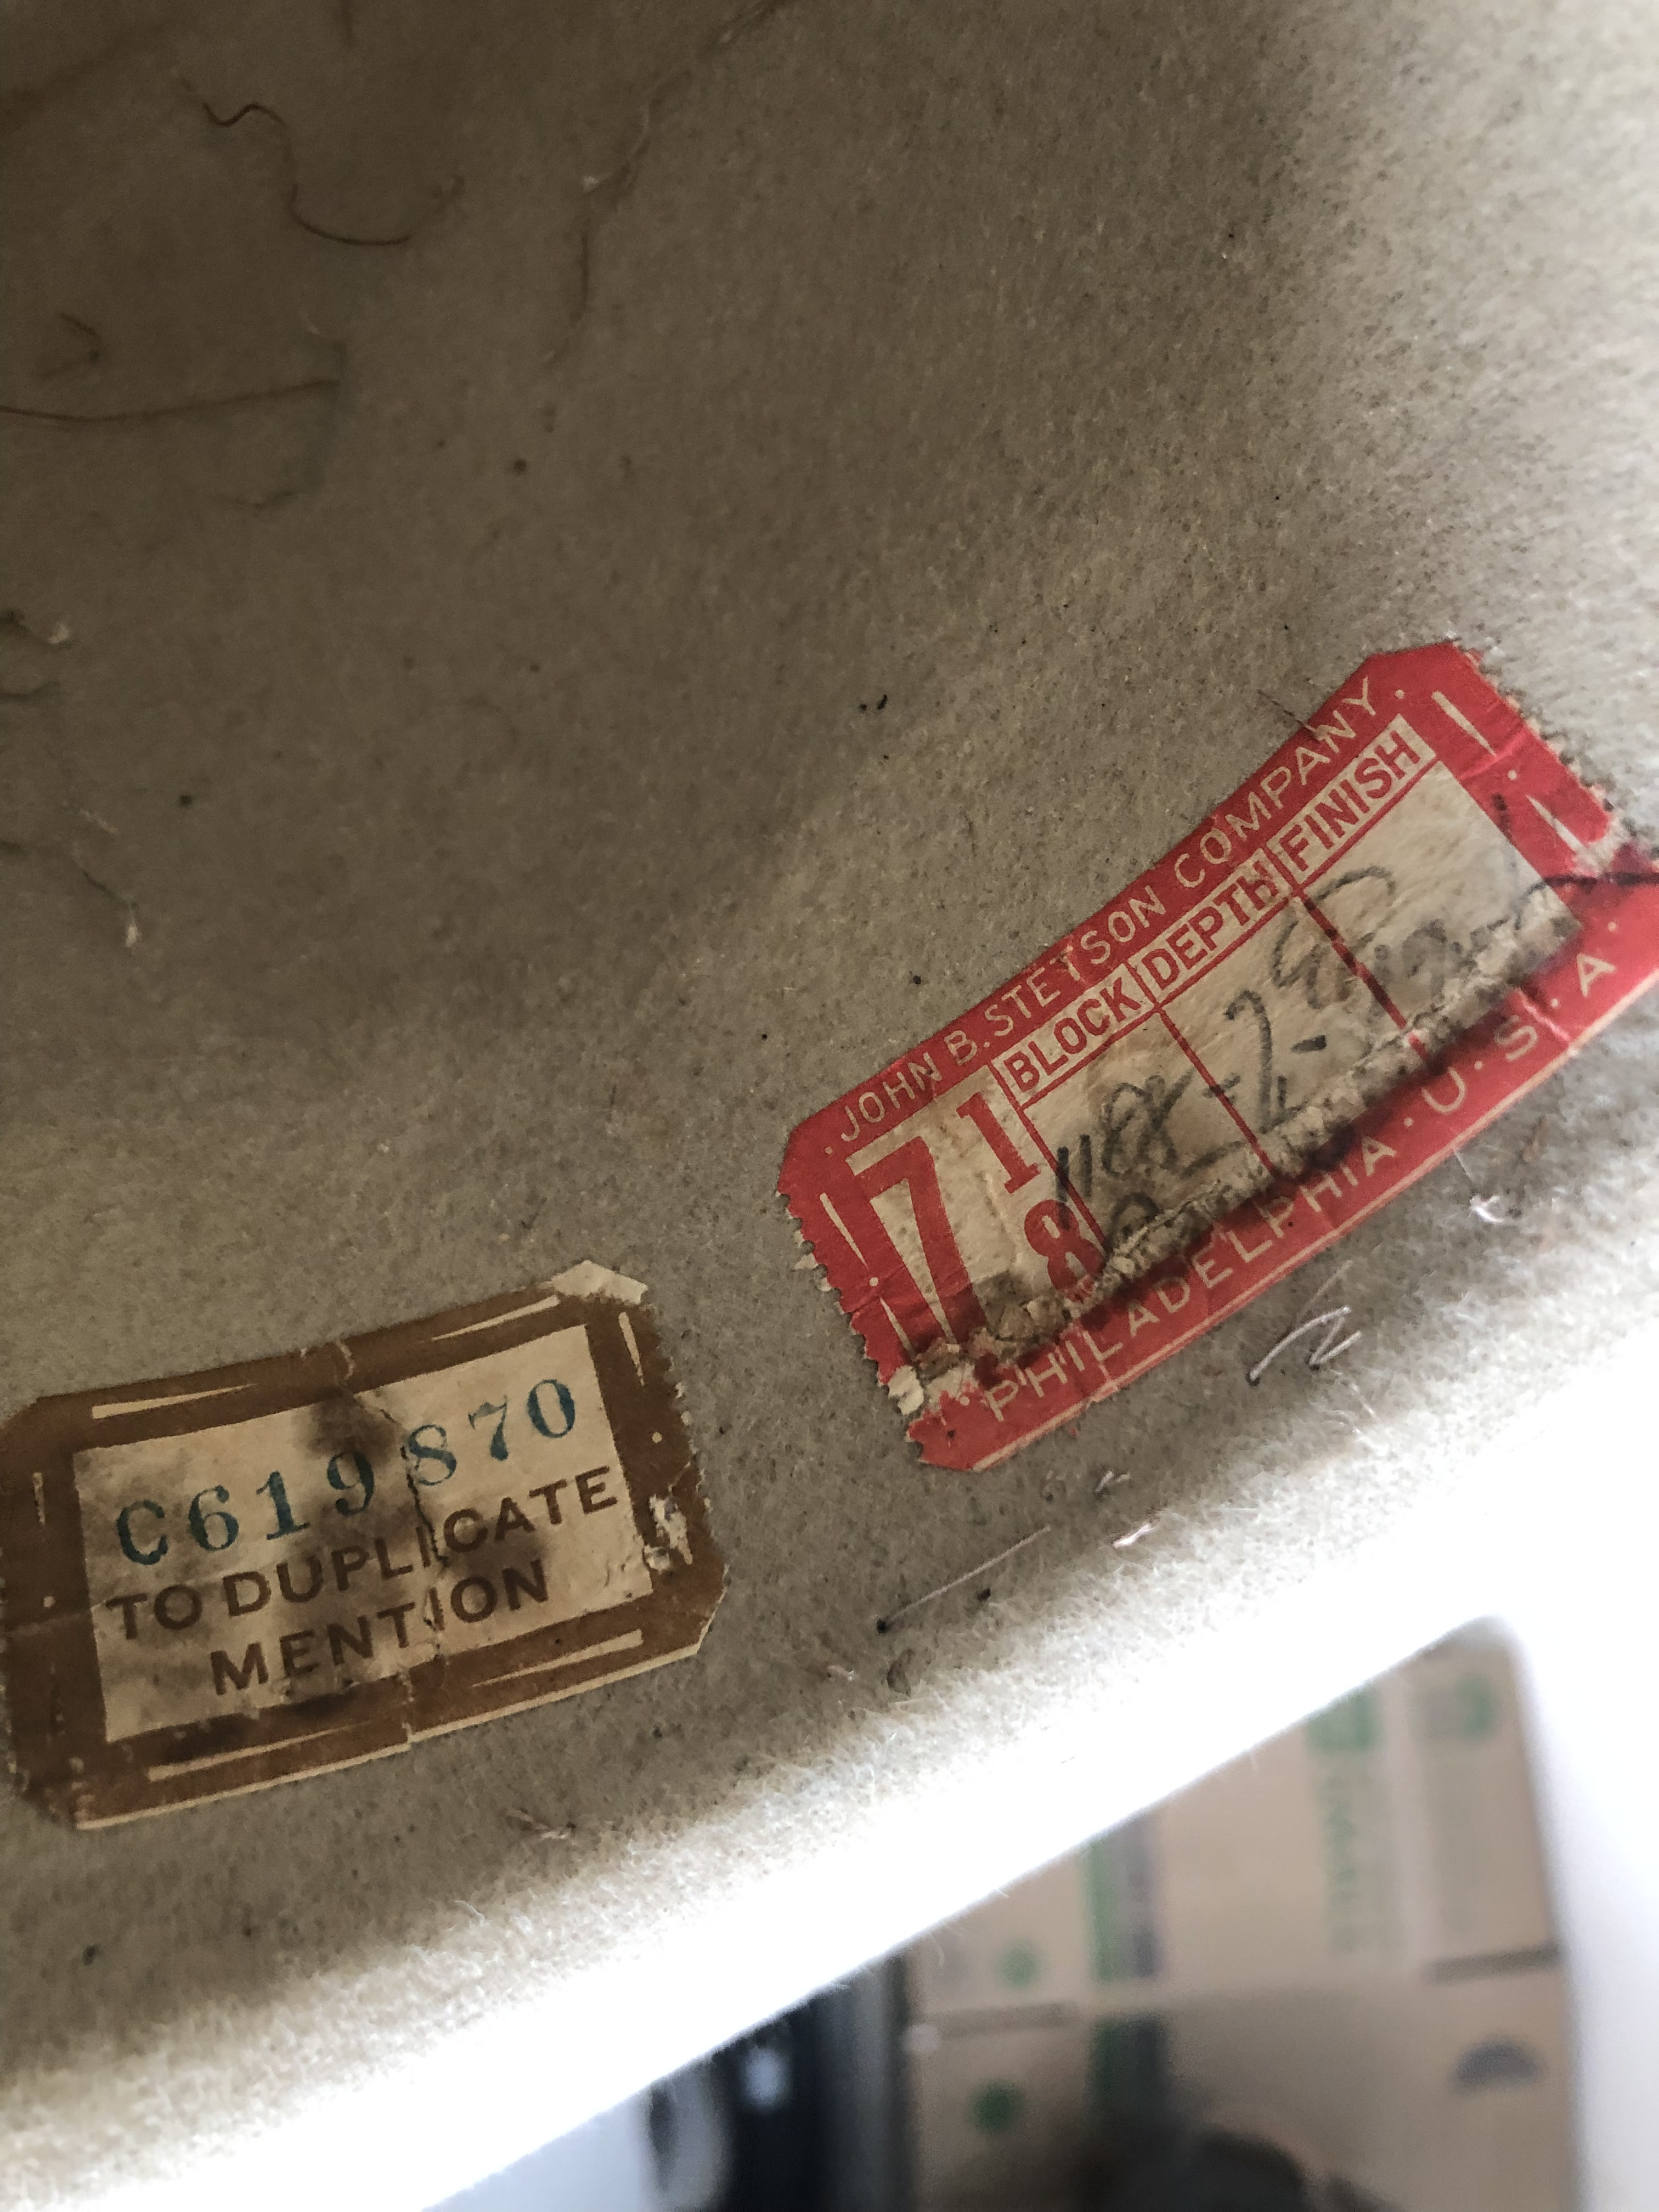 · JOHN B. STETSON COMPANY ·
7 1/8
BLOCK DEPTH FINISH
· PHILADELPHIA · U · S · A ·
C619870
TO DUPLICATE
MENTION